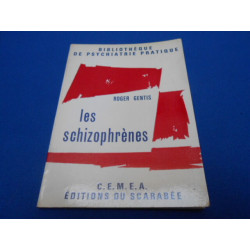 BIBLIOTHÈQUE
DE PSYCHIATRIE PRATIQUE
ROGER GENTIS
les
schizophrènes
C.E.M.E.A.
ÉDITIONS DU SCARABÉE